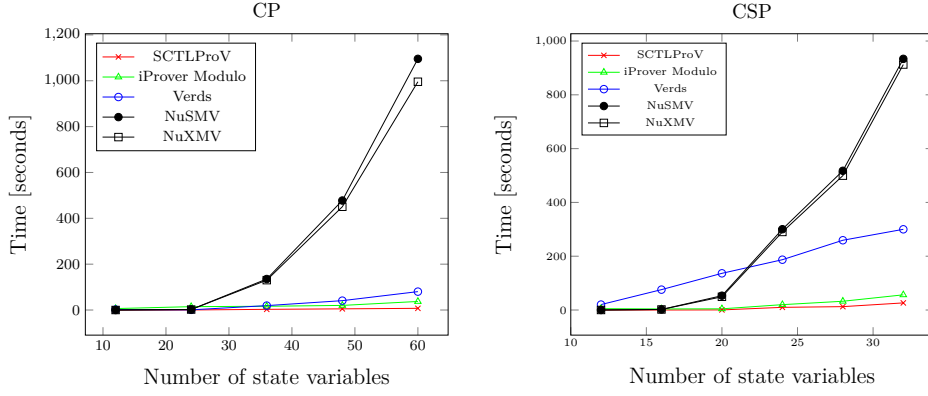 CP
1,200
1,000
800
600
400
200
0
10 20 30 40 50 60
Time [seconds]
Number of state variables
SCTLProV
iProver Modulo
Verds
NuSMV
NuXMV
CSP
1,000
800
600
400
200
0
10 15 20 25 30
Time [seconds]
Number of state variables
SCTLProV
iProver Modulo
Verds
NuSMV
NuXMV